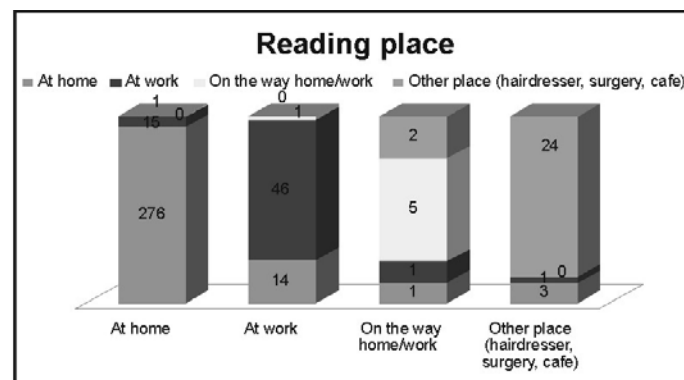 Reading place
At home At work On the way home/work Other place (hairdresser, surgery, cafe)
1 0
15 0 1 2 24
276 46 5
1 1 0
14 1 3
At home At work On the way Other place
home/work (hairdresser,
surgery, cafe)